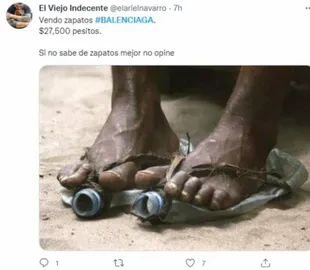 El Viejo Indecente @elarielnavarro · 7h
Vendo zapatos #BALENCIAGA.
$27,500 pesitos.
Si no sabe de zapatos mejor no opine
1 7